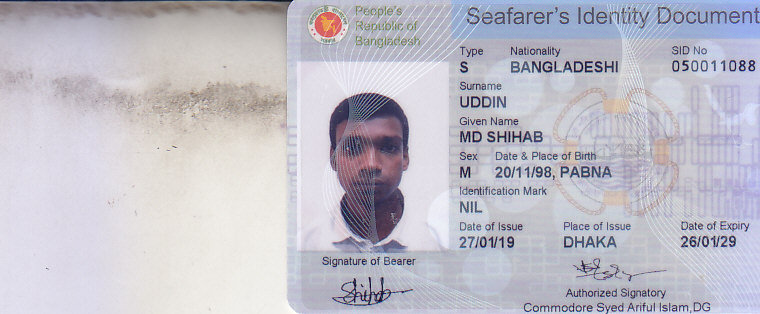 People's
Republic of
Bangladesh
Seafarer's Identity Document
Type Nationality SID No
S BANGLADESHI 050011088
Surname
UDDIN
Given Name
MD SHIHAB
Sex Date & Place of Birth
M 20/11/98, PABNA
Identification Mark
NIL
Date of Issue Place of Issue Date of Expiry
27/01/19 DHAKA 26/01/29
Signature of Bearer
Shihab
Authorized Signatory
Commodore Syed Ariful Islam,DG